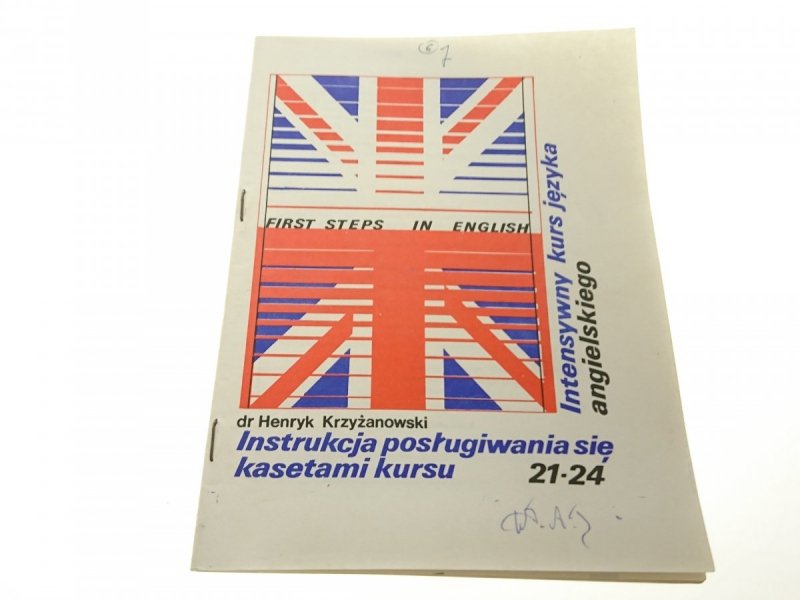 FIRST STEPS IN ENGLISH
Intensywny kurs języka
angielskiego
dr Henryk Krzyżanowski
Instrukcja posługiwania się
kasetami kursu 21-24